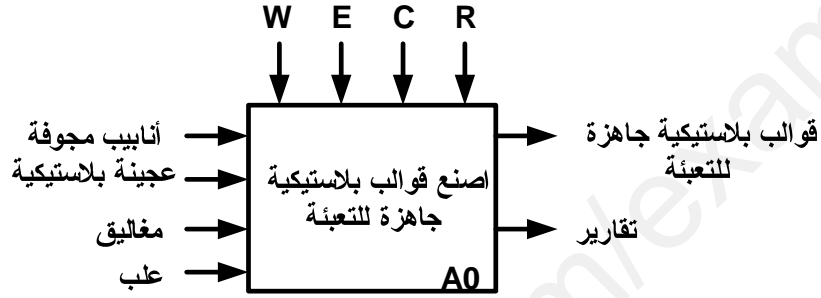 W E C R
أنابيب مجوفة
عجينة بلاستيكية
مغاليق
علب
اصنع قوالب بلاستيكية
جاهزة للتعبئة
A0
قوالب بلاستيكية جاهزة
للتعبئة
تقارير